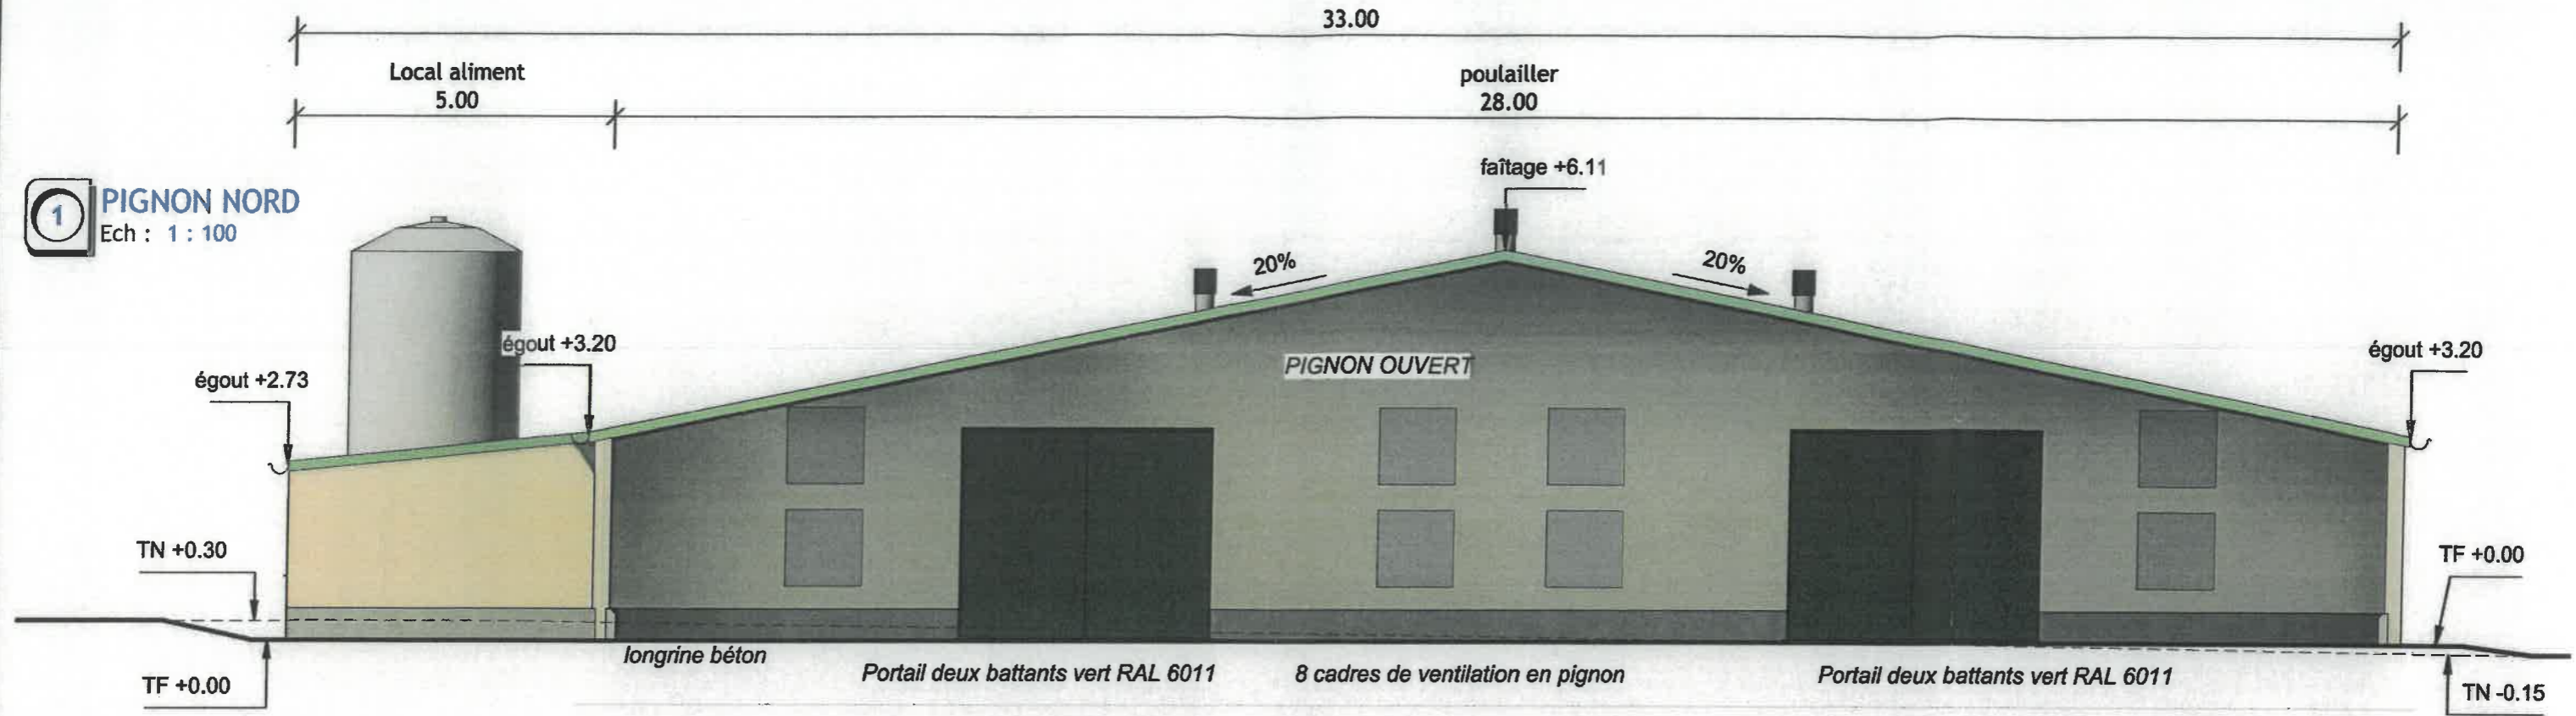 33.00
Local aliment
5.00
poulailler
28.00
1
PIGNON NORD
Ech : 1 : 100
faîtage +6.11
20%
20%
égout +3.20
égout +2.73
PIGNON OUVERT
égout +3.20
TN +0.30
TF +0.00
longrine béton
Portail deux battants vert RAL 6011
8 cadres de ventilation en pignon
Portail deux battants vert RAL 6011
TF +0.00
TN -0.15